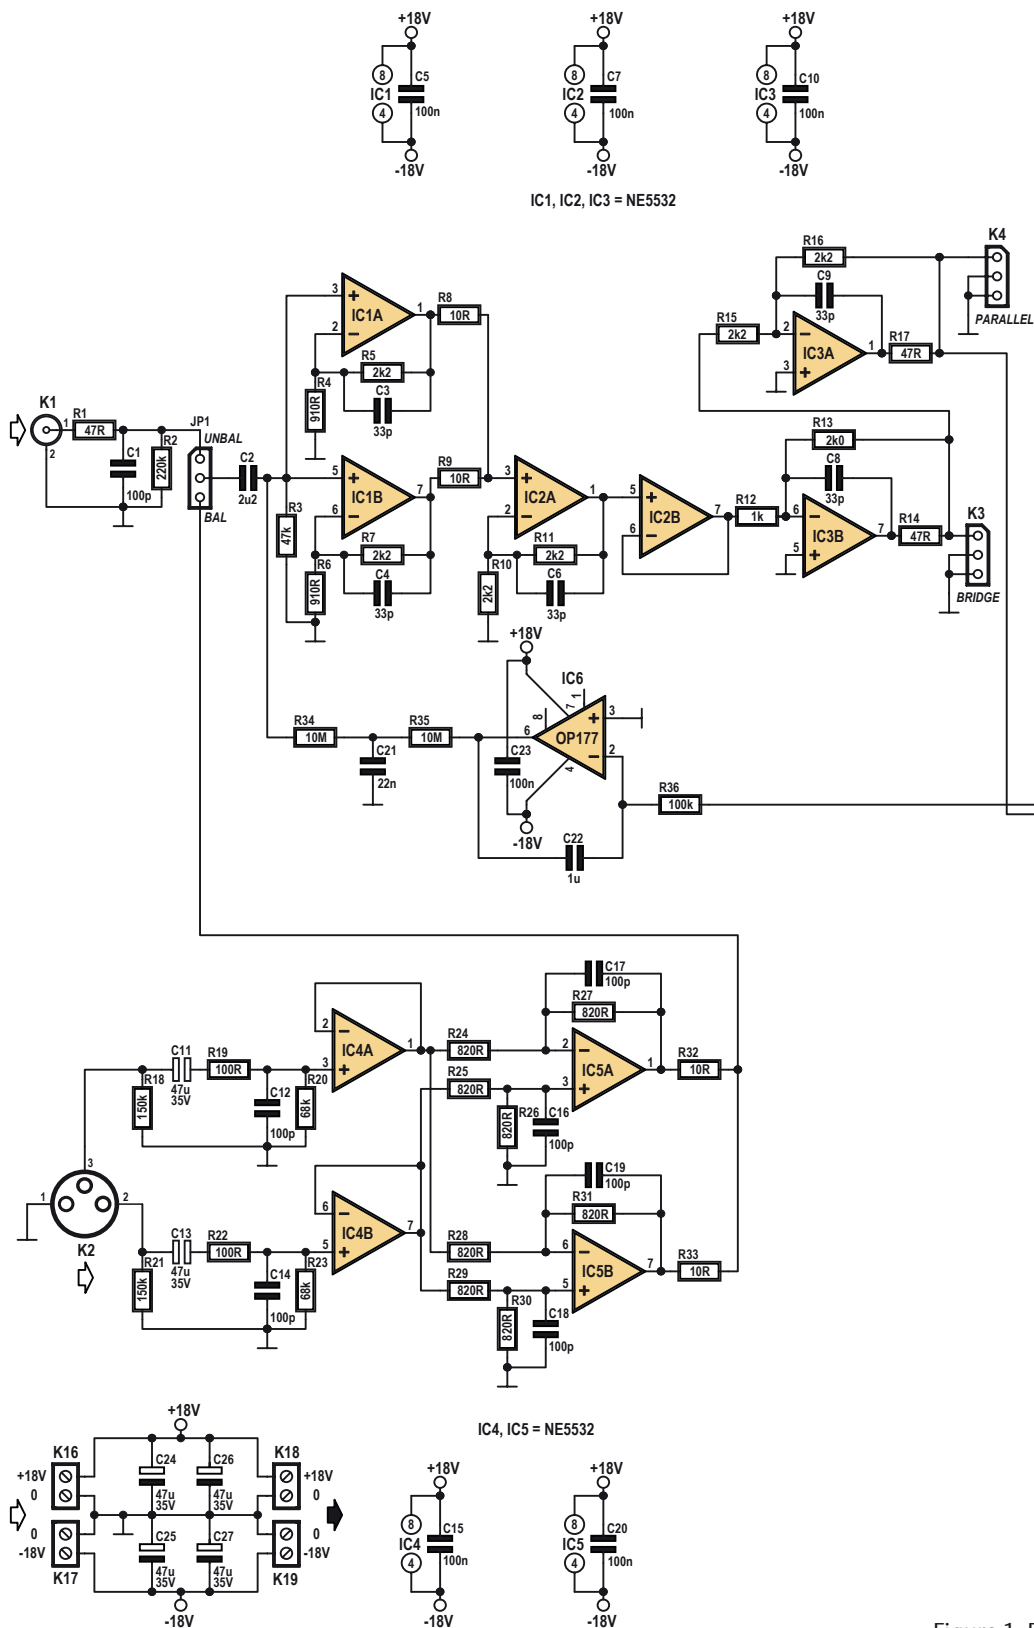 +18V +18V +18V
8 C5 8 C7 8 C10
IC1 IC2 IC3
4 100n 4 100n 4 100n
-18V -18V -18V
IC1, IC2, IC3 = NE5532
K4
R16
2k2
C9
33p
PARALLEL
R15
2k2
2
IC3A
3
1
R17
47R
3
IC1A
2
1
R8
10R
R5
2k2
R4
910R
C3
33p
K1
1
2
R1
47R
C1
100p
R2
220k
JP1
UNBAL
BAL
C2
2u2
R3
47k
5
IC1B
6
7
R9
10R
R7
2k2
R6
910R
C4
33p
3
IC2A
2
1
R11
2k2
R10
2k2
C6
33p
5
IC2B
6
7
R12
1k
R13
2k0
C8
33p
6
IC3B
5
7
R14
47R
K3
BRIDGE
+18V
IC6
7
1
8
3
OP177
6
2
4
C23
100n
-18V
R34
10M
R35
10M
C21
22n
R36
100k
C22
1u
C17
100p
R27
820R
2
IC4A
3
1
R24
820R
R25
820R
2
IC5A
3
1
R32
10R
C11
47u
35V
R19
100R
R18
150k
C12
100p
R20
68k
R26
820R
C16
100p
3
1
2
K2
C19
100p
R31
820R
6
IC4B
5
7
R28
820R
R29
820R
6
IC5B
5
7
R33
10R
C13
47u
35V
R22
100R
R21
150k
C14
100p
R23
68k
R30
820R
C18
100p
IC4, IC5 = NE5532
+18V
K16
+18V
0
0
-18V
K17
C24
47u
35V
C26
47u
35V
C25
47u
35V
C27
47u
35V
K18
+18V
0
0
-18V
K19
-18V
+18V +18V
8 C15 8 C20
IC4 IC5
4 100n 4 100n
-18V -18V